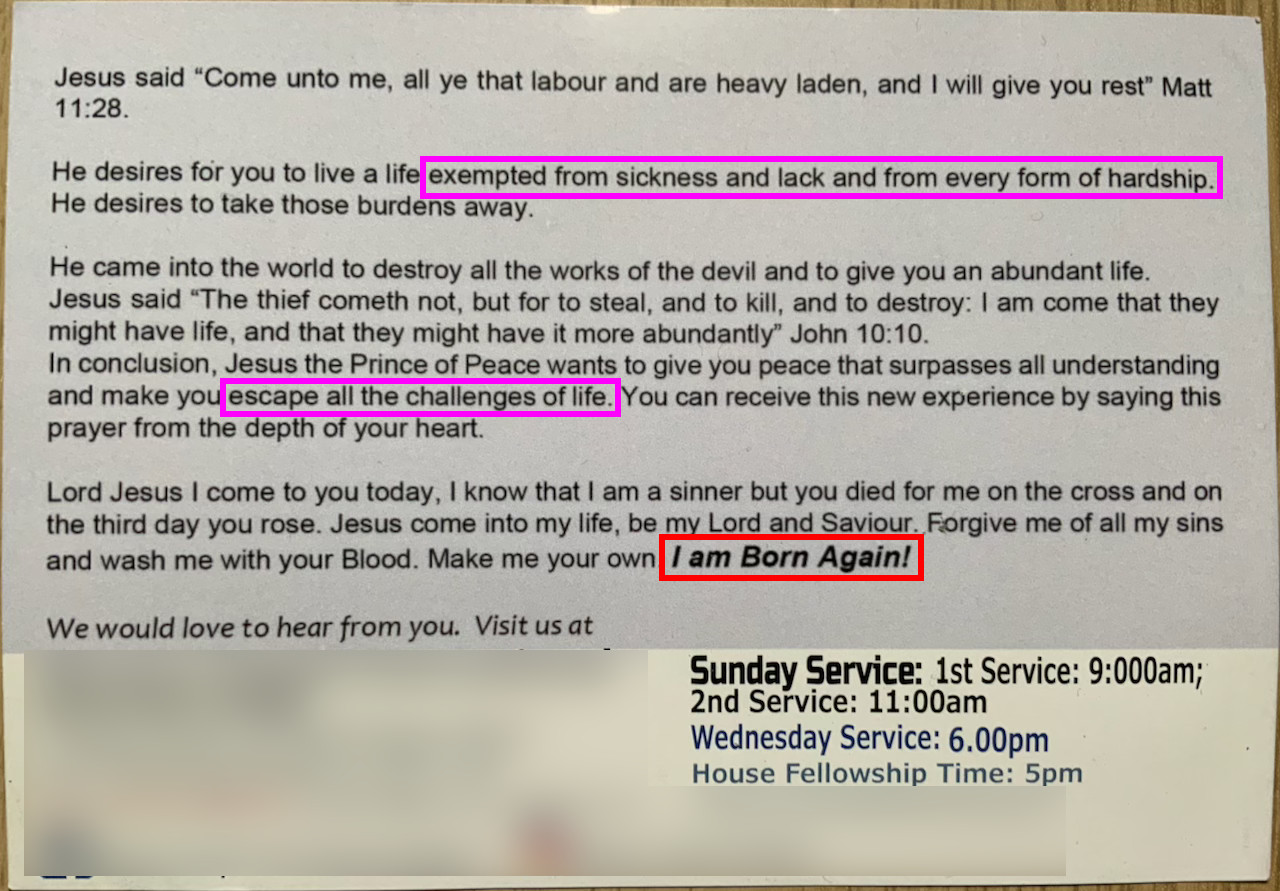 Jesus said “Come unto me, all ye that labour and are heavy laden, and I will give you rest” Matt
11:28.
He desires for you to live a life exempted from sickness and lack and from every form of hardship.
He desires to take those burdens away.
He came into the world to destroy all the works of the devil and to give you an abundant life.
Jesus said “The thief cometh not, but for to steal, and to kill, and to destroy: I am come that they
might have life, and that they might have it more abundantly” John 10:10.
In conclusion, Jesus the Prince of Peace wants to give you peace that surpasses all understanding
and make you escape all the challenges of life. You can receive this new experience by saying this
prayer from the depth of your heart.
Lord Jesus I come to you today, I know that I am a sinner but you died for me on the cross and on
the third day you rose. Jesus come into my life, be my Lord and Saviour. Forgive me of all my sins
and wash me with your Blood. Make me your own. I am Born Again!
We would love to hear from you. Visit us at
Sunday Service: 1st Service: 9:000am;
2nd Service: 11:00am
Wednesday Service: 6.00pm
House Fellowship Time: 5pm